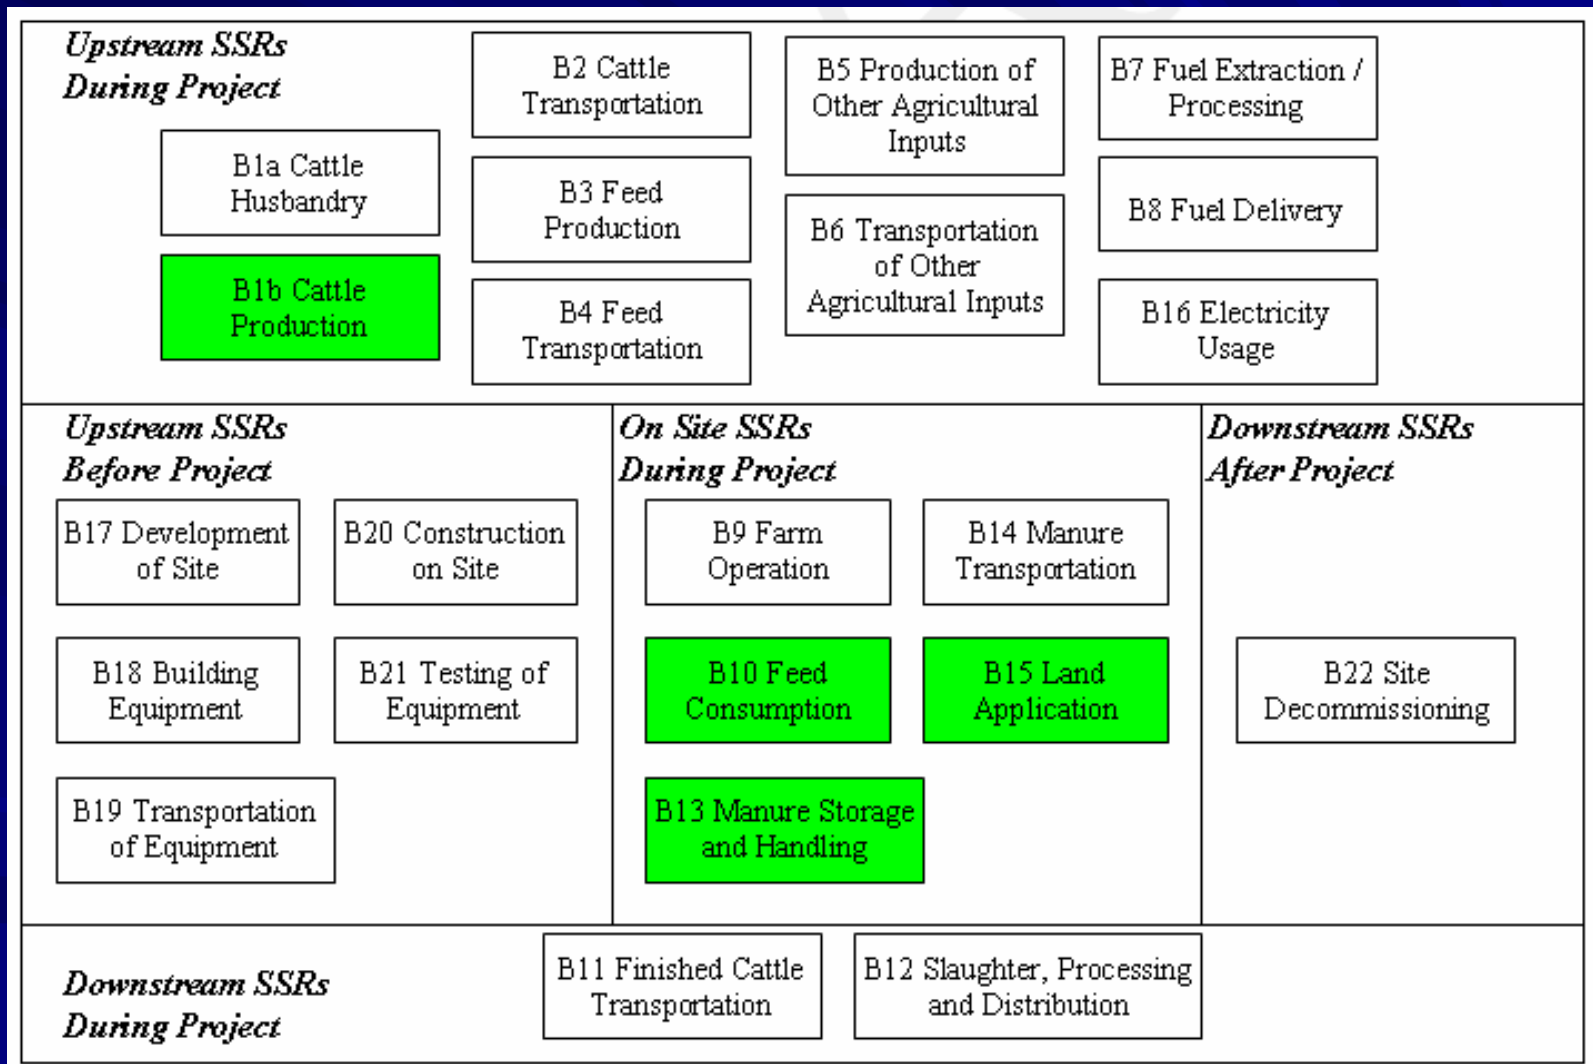 Upstream SSRs
During Project
B1a Cattle
Husbandry
B1b Cattle
Production
B2 Cattle
Transportation
B3 Feed
Production
B4 Feed
Transportation
B5 Production of
Other Agricultural
Inputs
B6 Transportation
of Other
Agricultural Inputs
B7 Fuel Extraction /
Processing
B8 Fuel Delivery
B16 Electricity
Usage
Upstream SSRs
Before Project
B17 Development
of Site
B20 Construction
on Site
B18 Building
Equipment
B21 Testing of
Equipment
B19 Transportation
of Equipment
On Site SSRs
During Project
B9 Farm
Operation
B14 Manure
Transportation
B10 Feed
Consumption
B15 Land
Application
B13 Manure Storage
and Handling
Downstream SSRs
After Project
B22 Site
Decommissioning
Downstream SSRs
During Project
B11 Finished Cattle
Transportation
B12 Slaughter, Processing
and Distribution